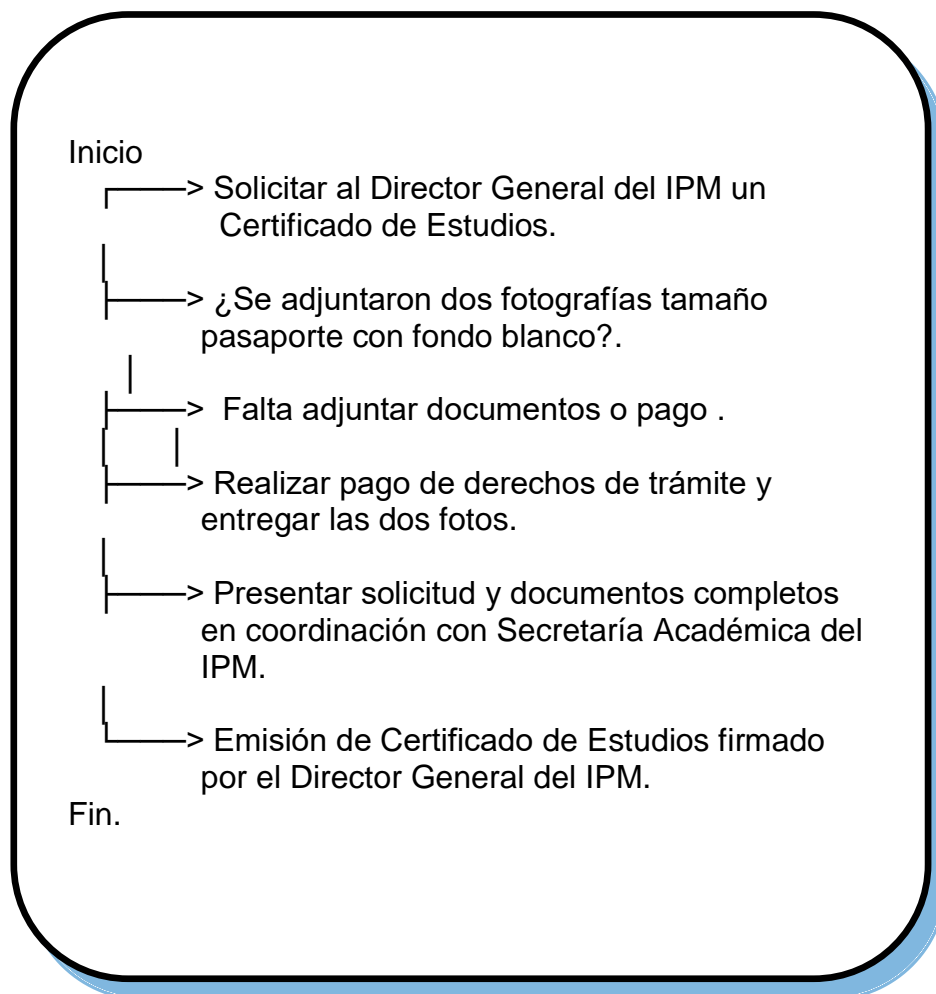 Inicio
┌────> Solicitar al Director General del IPM un
Certificado de Estudios.
│
├────> ¿Se adjuntaron dos fotografías tamaño
pasaporte con fondo blanco?.
│
├────> Falta adjuntar documentos o pago .
│ │
├────> Realizar pago de derechos de trámite y
entregar las dos fotos.
│
├────> Presentar solicitud y documentos completos
en coordinación con Secretaría Académica del
IPM.
│
└────> Emisión de Certificado de Estudios firmado
por el Director General del IPM.
Fin.